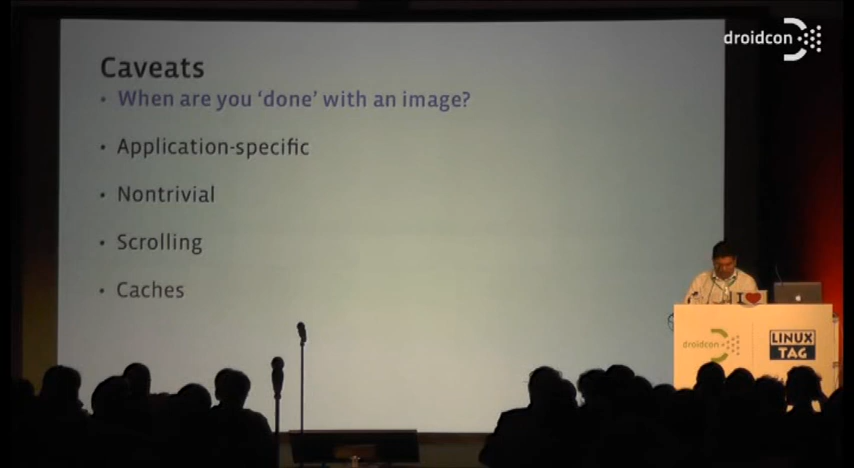 droidcon
Caveats
• When are you 'done' with an image?
• Application-specific
• Nontrivial
• Scrolling
• Caches
I
droidcon
LINUX
TAG